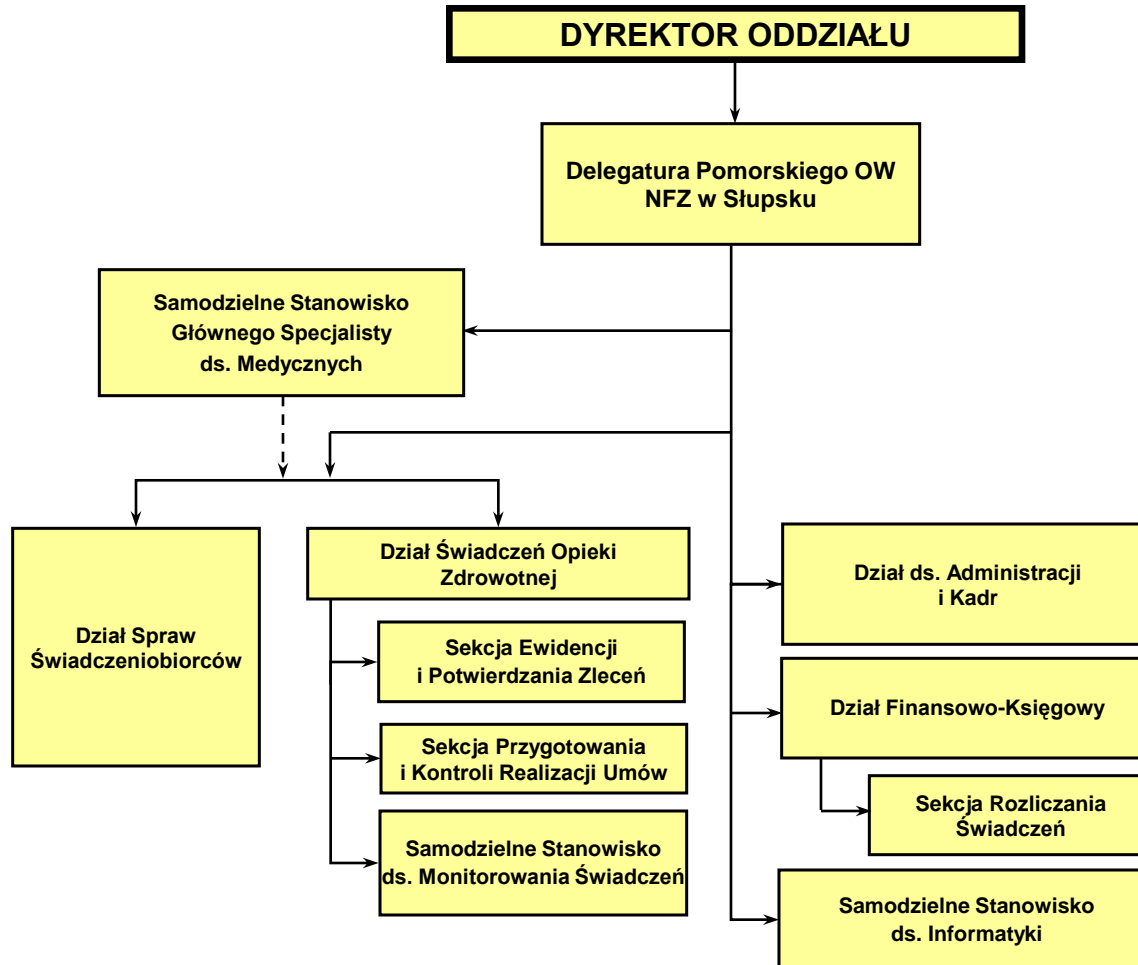 DYREKTOR ODDZIAŁU
Delegatura Pomorskiego OW
NFZ w Słupsku
Samodzielne Stanowisko
Głównego Specjalisty
ds. Medycznych
Dział Spraw
Świadczeniobiorców
Dział Świadczeń Opieki
Zdrowotnej
Sekcja Ewidencji
i Potwierdzania Zleceń
Sekcja Przygotowania
i Kontroli Realizacji Umów
Samodzielne Stanowisko
ds. Monitorowania Świadczeń
Dział ds. Administracji
i Kadr
Dział Finansowo-Księgowy
Sekcja Rozliczania
Świadczeń
Samodzielne Stanowisko
ds. Informatyki